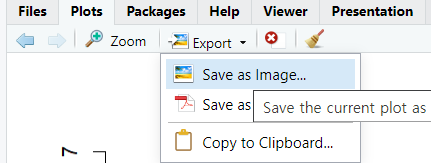 Files Plots Packages Help Viewer Presentation
Zoom Export
Save as Image...
Save as
Save the current plot as
Copy to Clipboard...
7